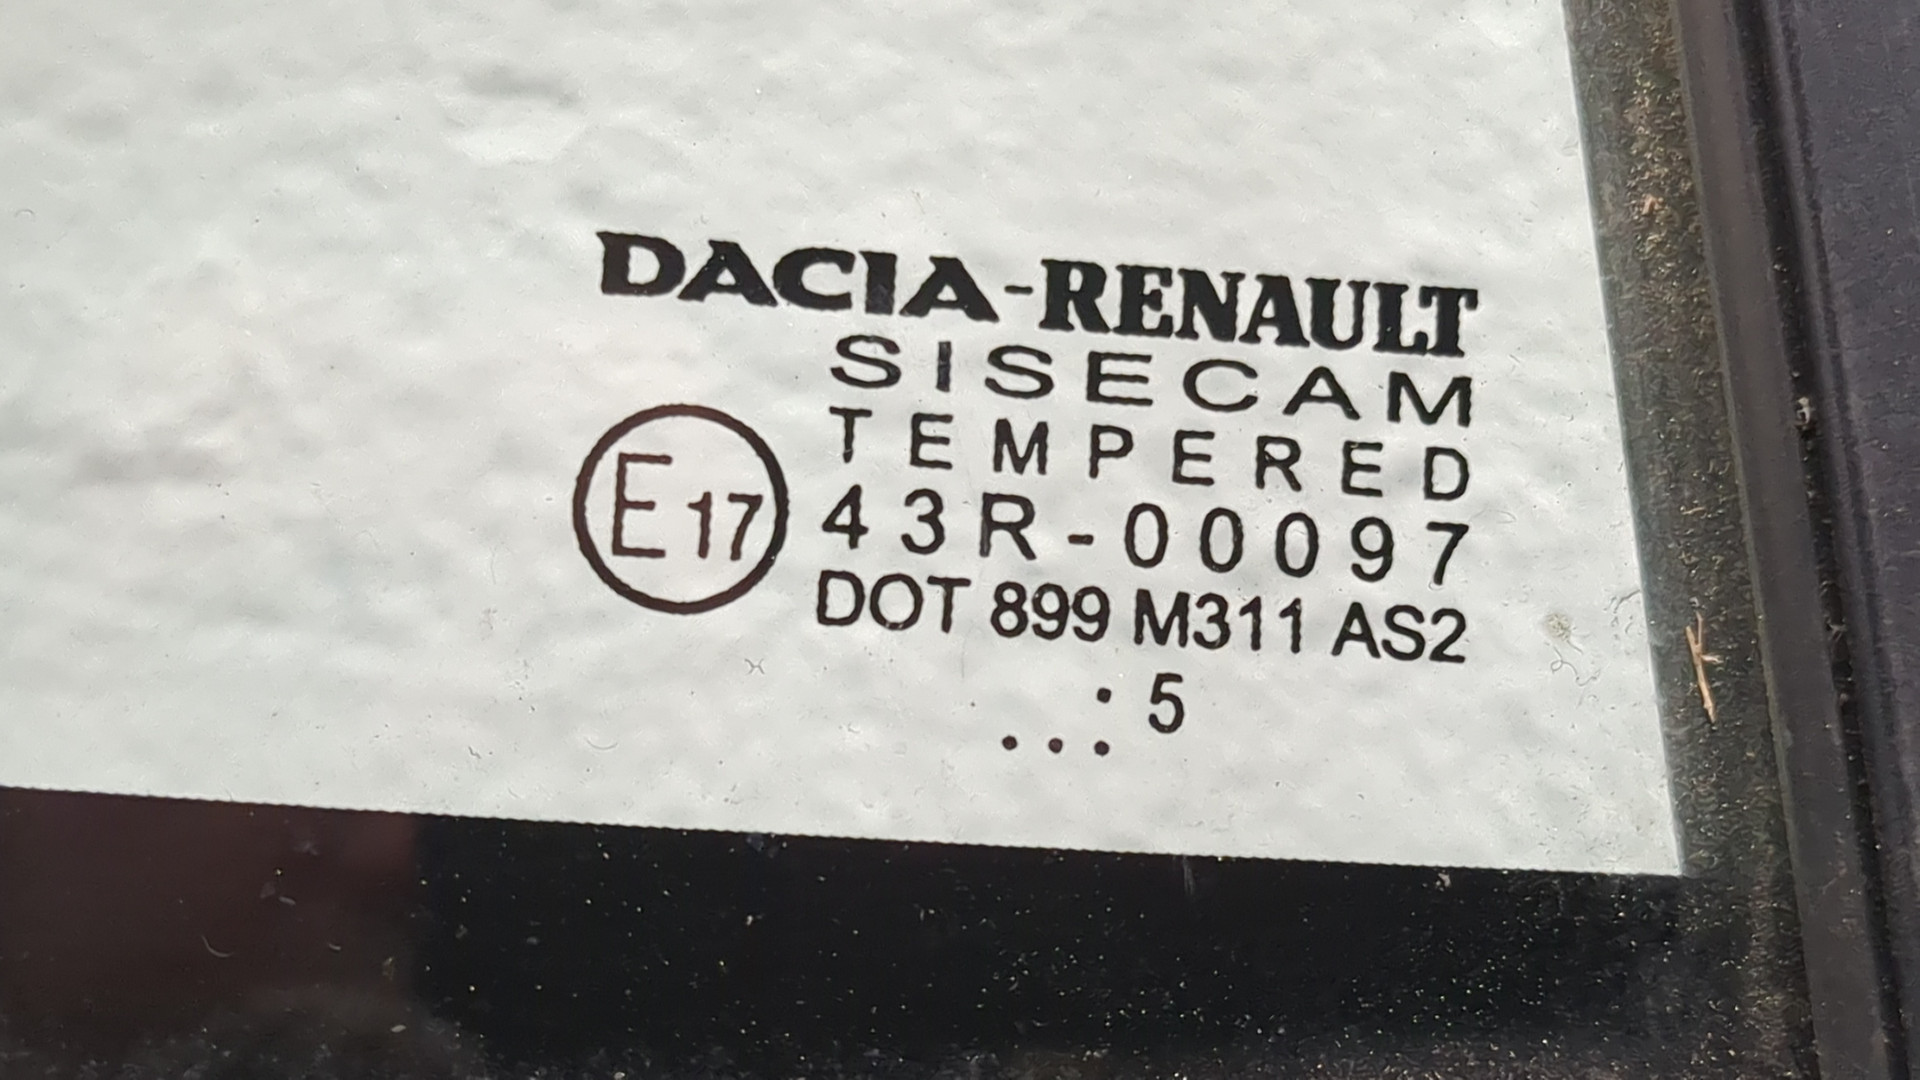 DACIA-RENAULT
SISECAM
TEMPERED
E17 43R-00097
DOT 899 M311 AS2
...: 5